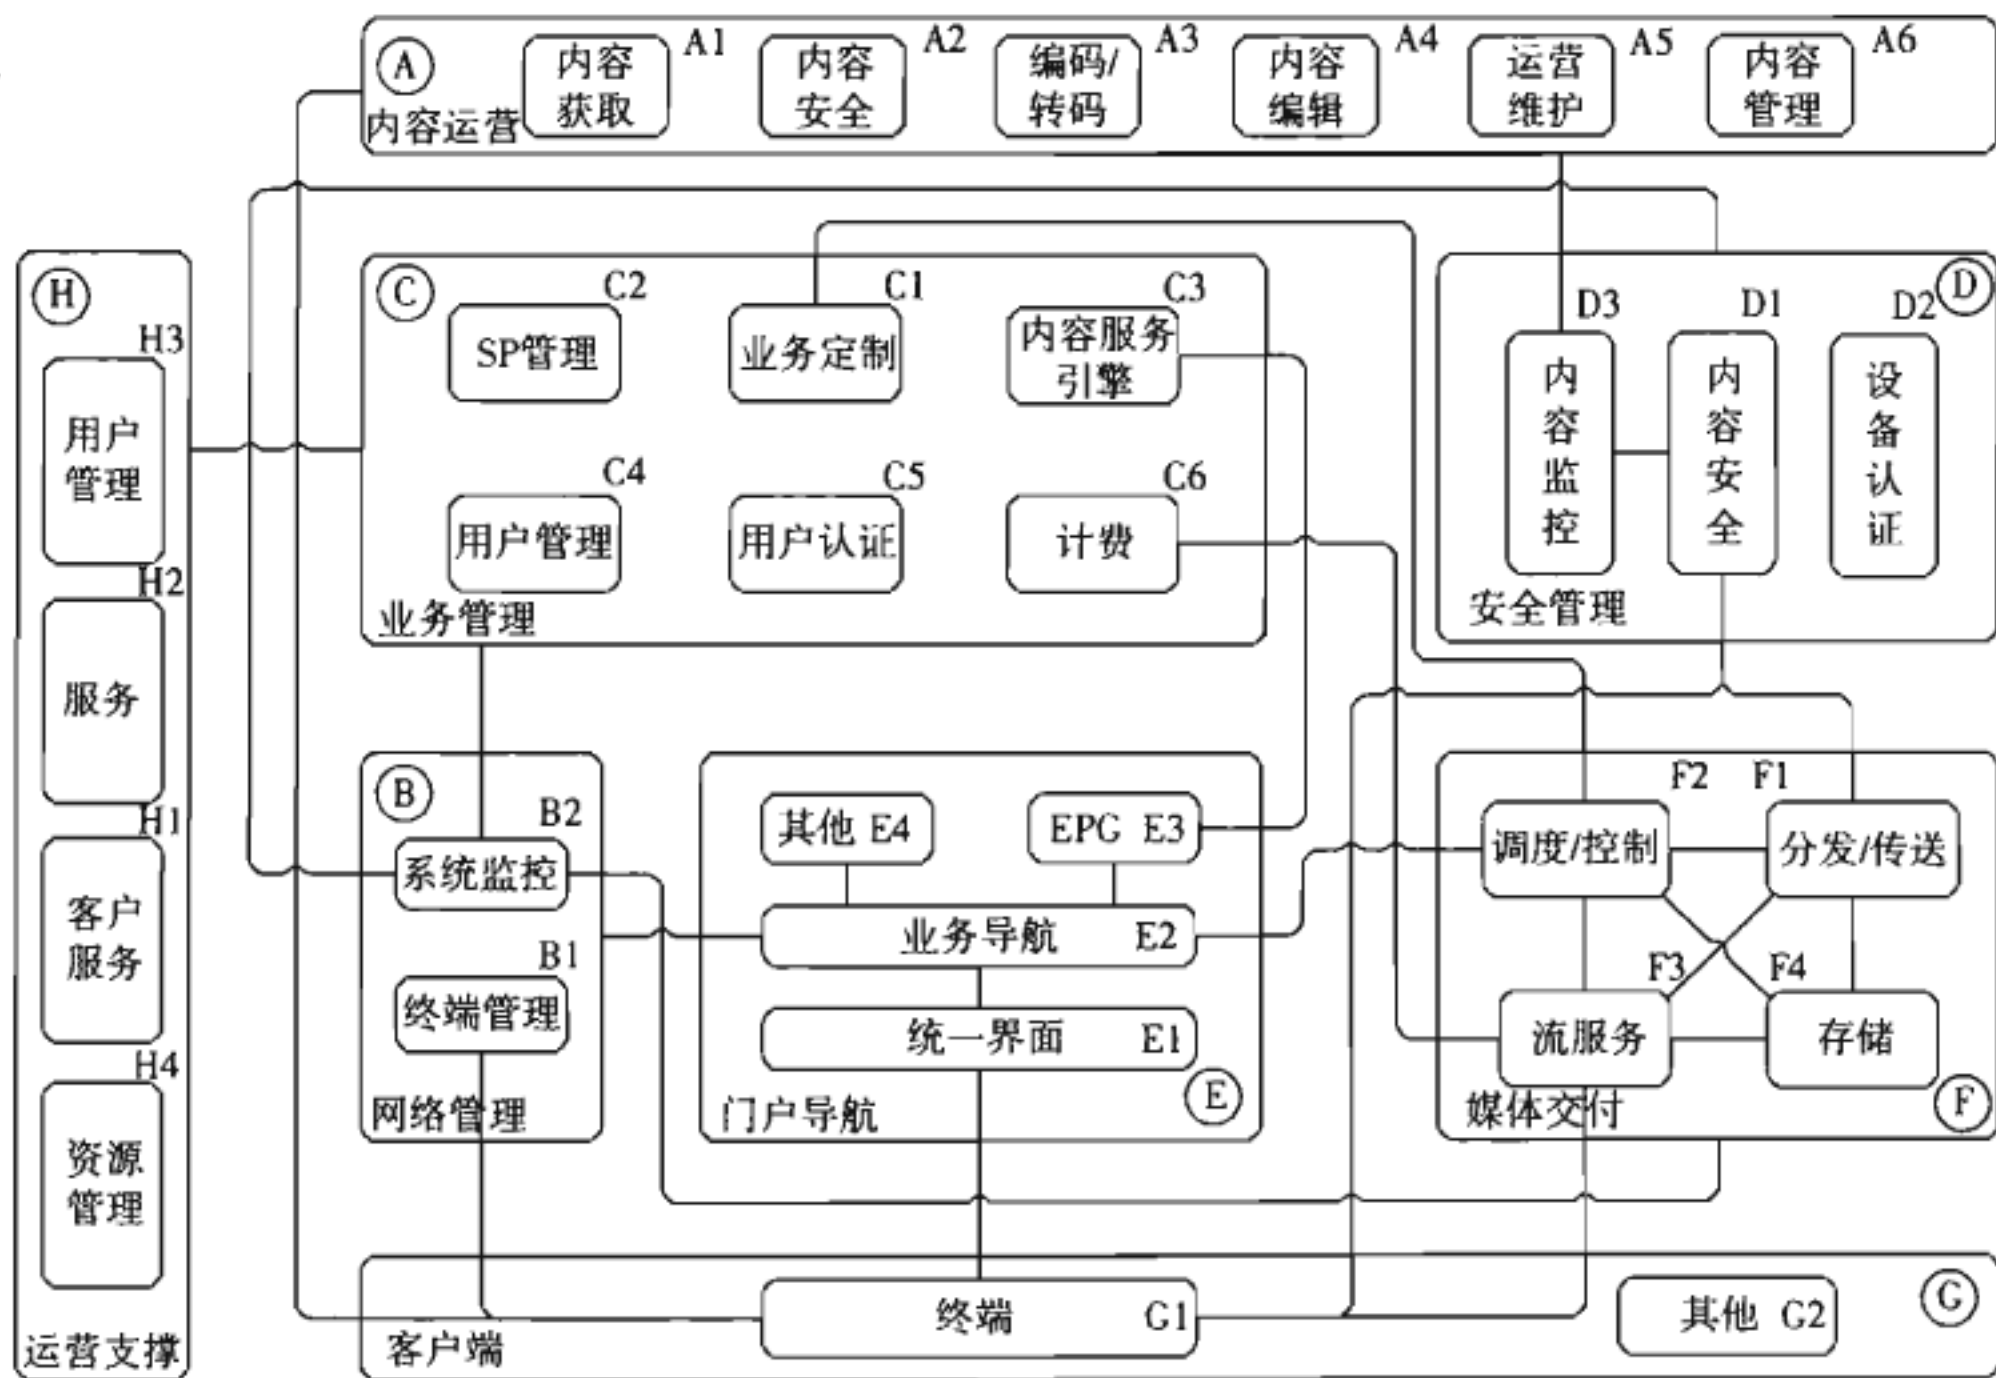 A
内容运营
内容
获取
A1
内容
安全
A2
编码/
转码
A3
内容
编辑
A4
运营
维护
A5
内容
管理
A6
H
H3
用户
管理
H2
服务
H1
客户
服务
H4
资源
管理
运营支撑
C
C2
SP管理
C1
业务定制
C3
内容服务
引擎
C4
用户管理
C5
用户认证
C6
计费
业务管理
D
D3
内
容
监
控
D1
内
容
安
全
D2
设
备
认
证
安全管理
B
B2
系统监控
B1
终端管理
网络管理
其他 E4
EPG E3
业务导航 E2
统一界面 E1
门户导航
E
F2
调度/控制
F1
分发/传送
F3
流服务
F4
存储
媒体交付
F
客户端
终端 G1
其他 G2
G